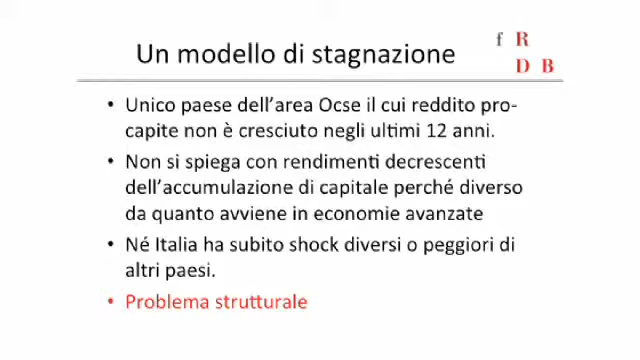 Un modello di stagnazione
f R
D B
• Unico paese dell'area Ocse il cui reddito pro-
capite non è cresciuto negli ultimi 12 anni.
• Non si spiega con rendimenti decrescenti
dell'accumulazione di capitale perché diverso
da quanto avviene in economie avanzate
• Né Italia ha subito shock diversi o peggiori di
altri paesi.
• Problema strutturale